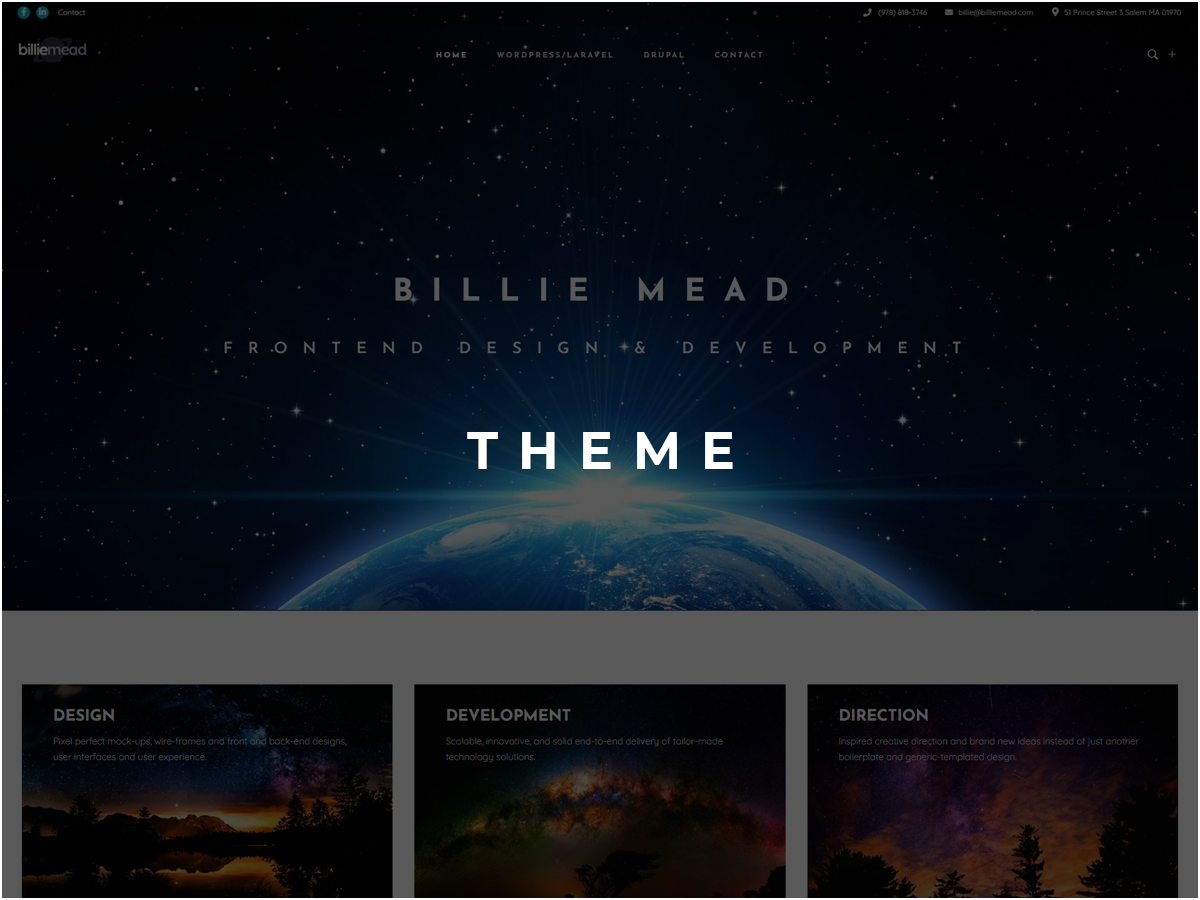 Contact
(978) 818-3746
billie@billiemead.com
51 Prince Street 3 Salem MA 01970
billiemead
HOME
WORDPRESS/LARAVEL
DRUPAL
CONTACT
BILLIE MEAD
FRONTEND DESIGN & DEVELOPMENT
THEME
DESIGN
Pixel perfect mock-ups, wire-frames and front and back-end designs,
user interfaces and user experience.
DEVELOPMENT
Scalable, innovative, and solid end-to-end delivery of tailor-made
technology solutions.
DIRECTION
Inspired creative direction and brand new ideas instead of just another
boilerplate and generic-templated design.